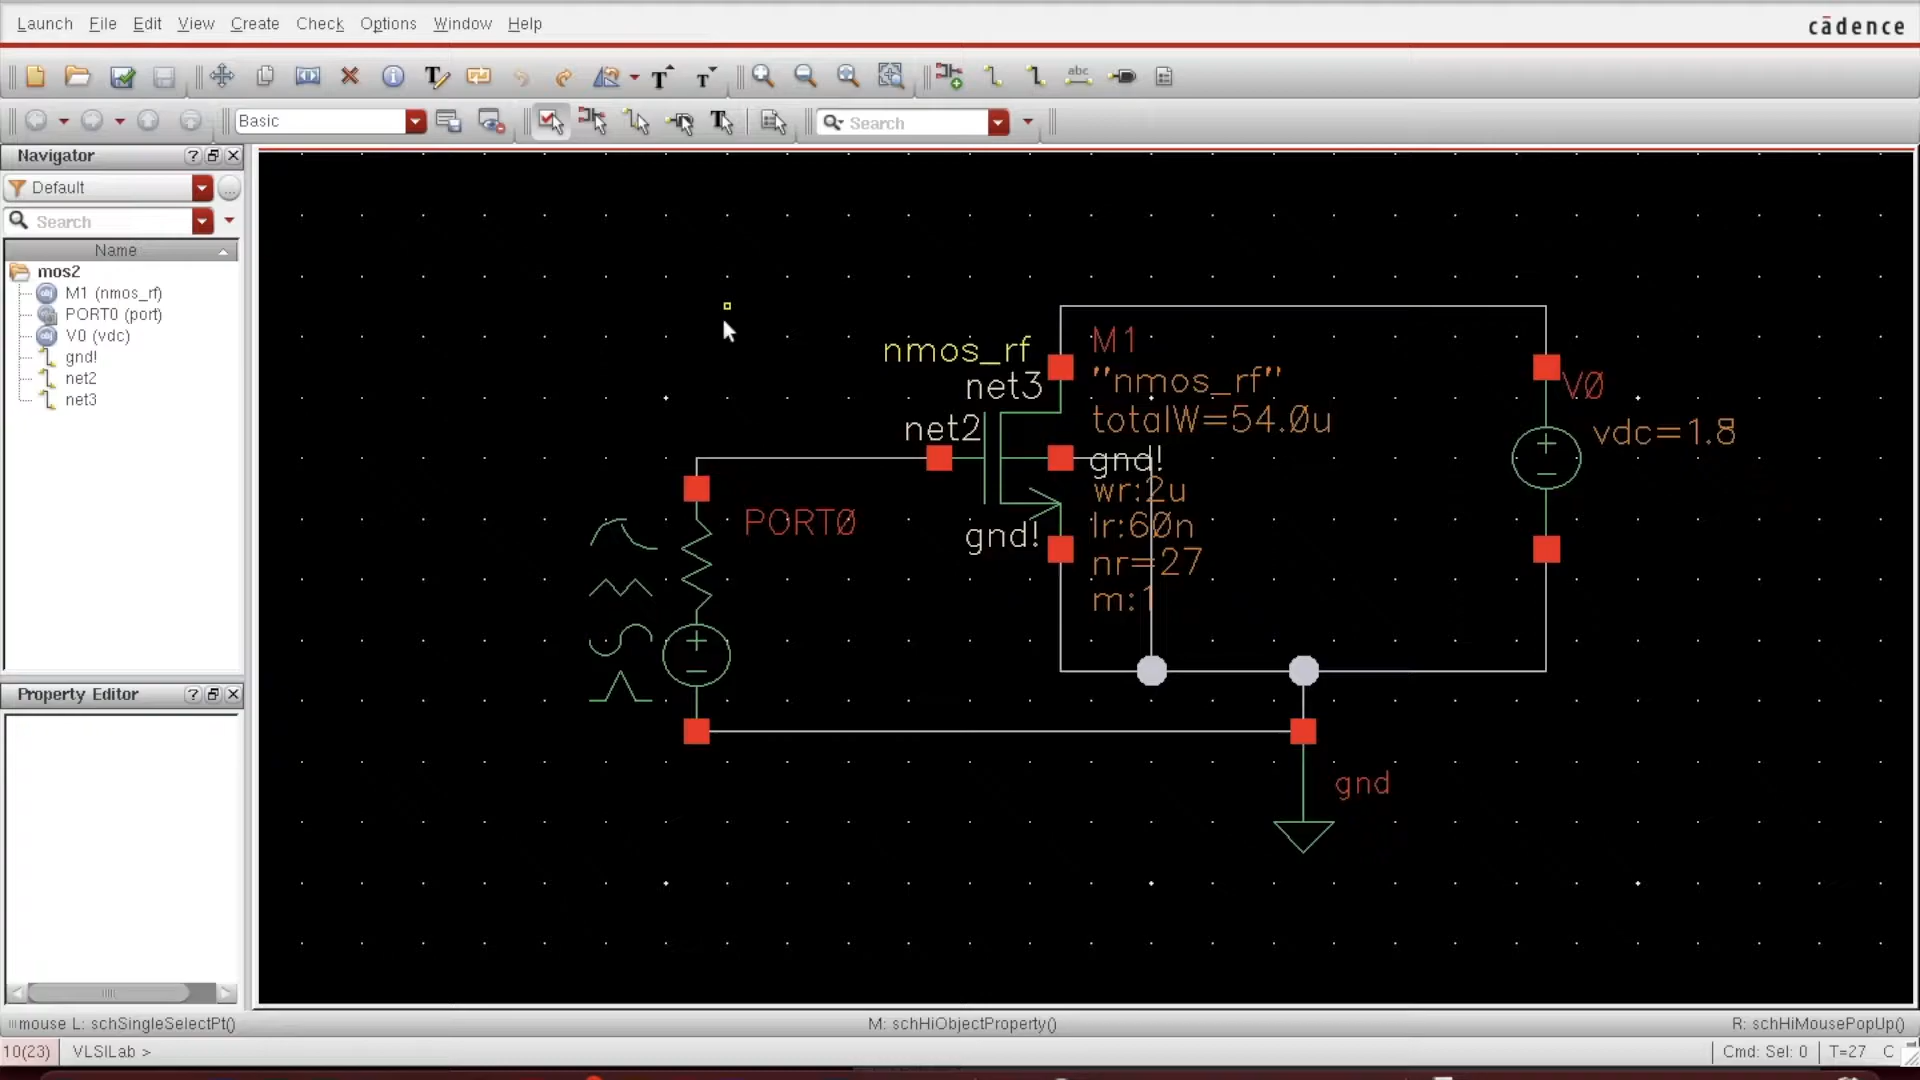 Launch File Edit View Create Check Options Window Help
cādence
Basic
Search
Navigator
Default
Search
Name
mos2
M1 (nmos_rf)
PORT0 (port)
V0 (vdc)
gnd!
net2
net3
Property Editor
nmos_rf
net3
net2
gnd!
gnd!
M1
"nmos_rf"
totalW=54.0u
wr:2u
lr:60n
nr=27
m:1
PORT0
V0
vdc=1.8
gnd
mouse L: schSingleSelectPt()
M: schHiObjectProperty()
R: schHiMousePopUp()
10(23)
VLSILab >
Cmd: Sel: 0
T=27 C